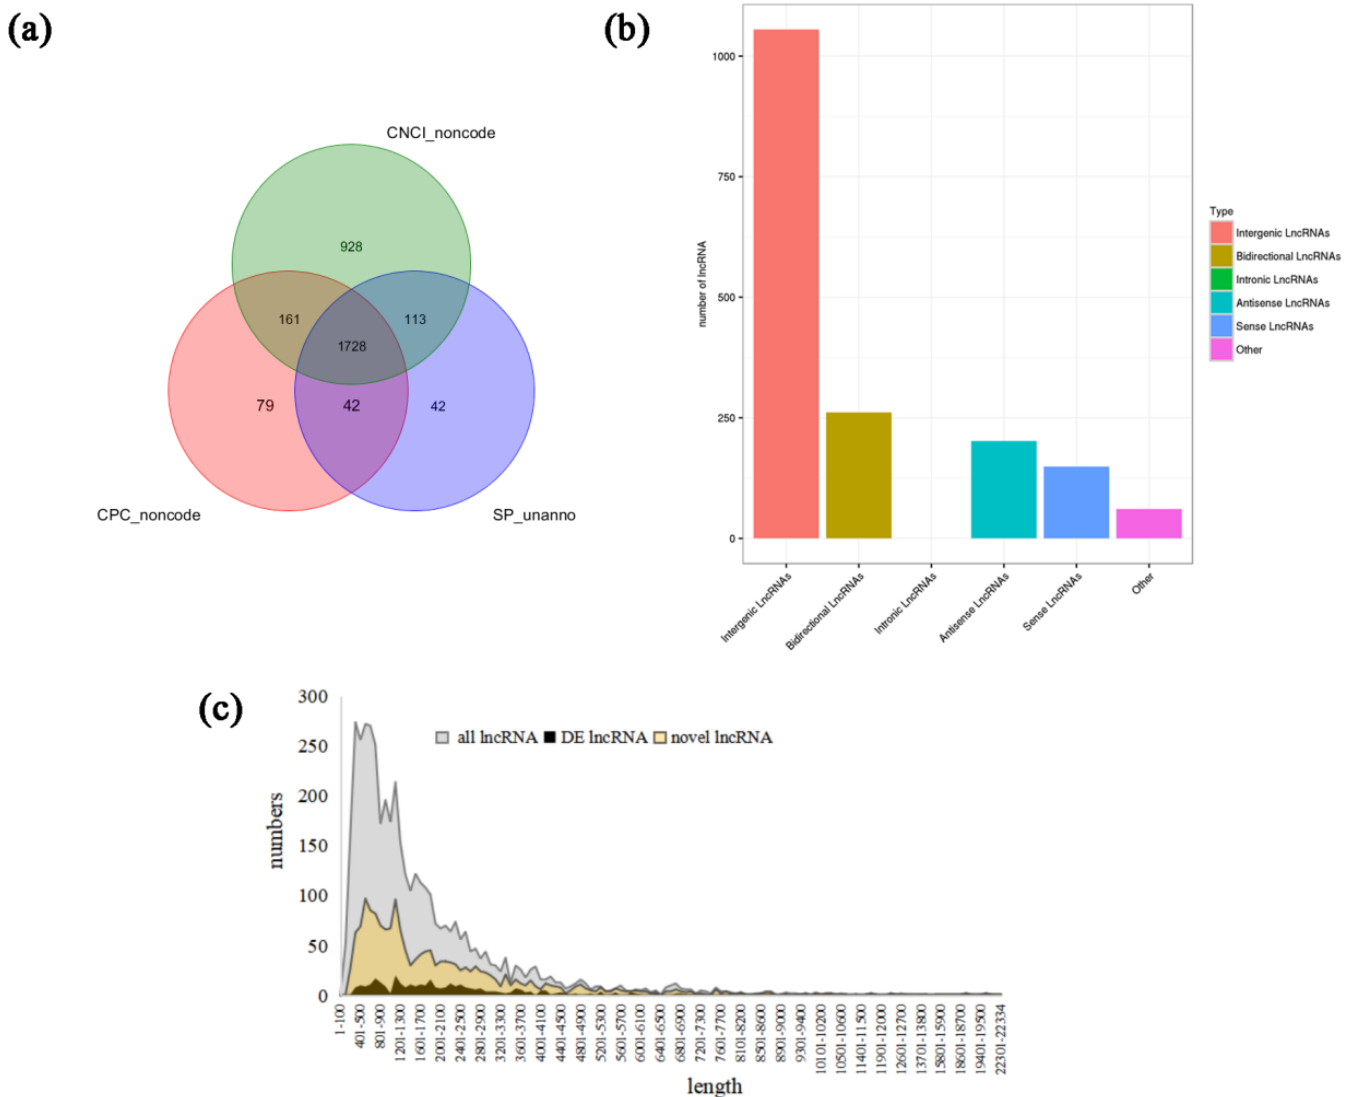 (a)
CNCI_noncode
928
161
113
1728
79
42
42
CPC_noncode
SP_unanno
(b)
number of lncRNA
1000
750
500
250
0
Intergenic LncRNAs
Bidirectional LncRNAs
Intronic LncRNAs
Antisense LncRNAs
Sense LncRNAs
Other
Type
Intergenic LncRNAs
Bidirectional LncRNAs
Intronic LncRNAs
Antisense LncRNAs
Sense LncRNAs
Other
(c)
numbers
300
250
200
150
100
50
0
all lncRNA DE lncRNA novel lncRNA
1-100
401-500
801-900
1201-1300
1601-1700
2001-2100
2401-2500
2801-2900
3201-3300
3601-3700
4001-4100
4401-4500
4801-4900
5201-5300
5601-5700
6001-6100
6401-6500
6801-6900
7201-7300
7601-7700
8101-8200
8501-8600
8901-9000
9301-9400
10101-10200
10501-10600
11401-11500
11901-12000
12601-12700
13701-13800
15801-15900
18601-18700
19401-19500
22301-22334
length